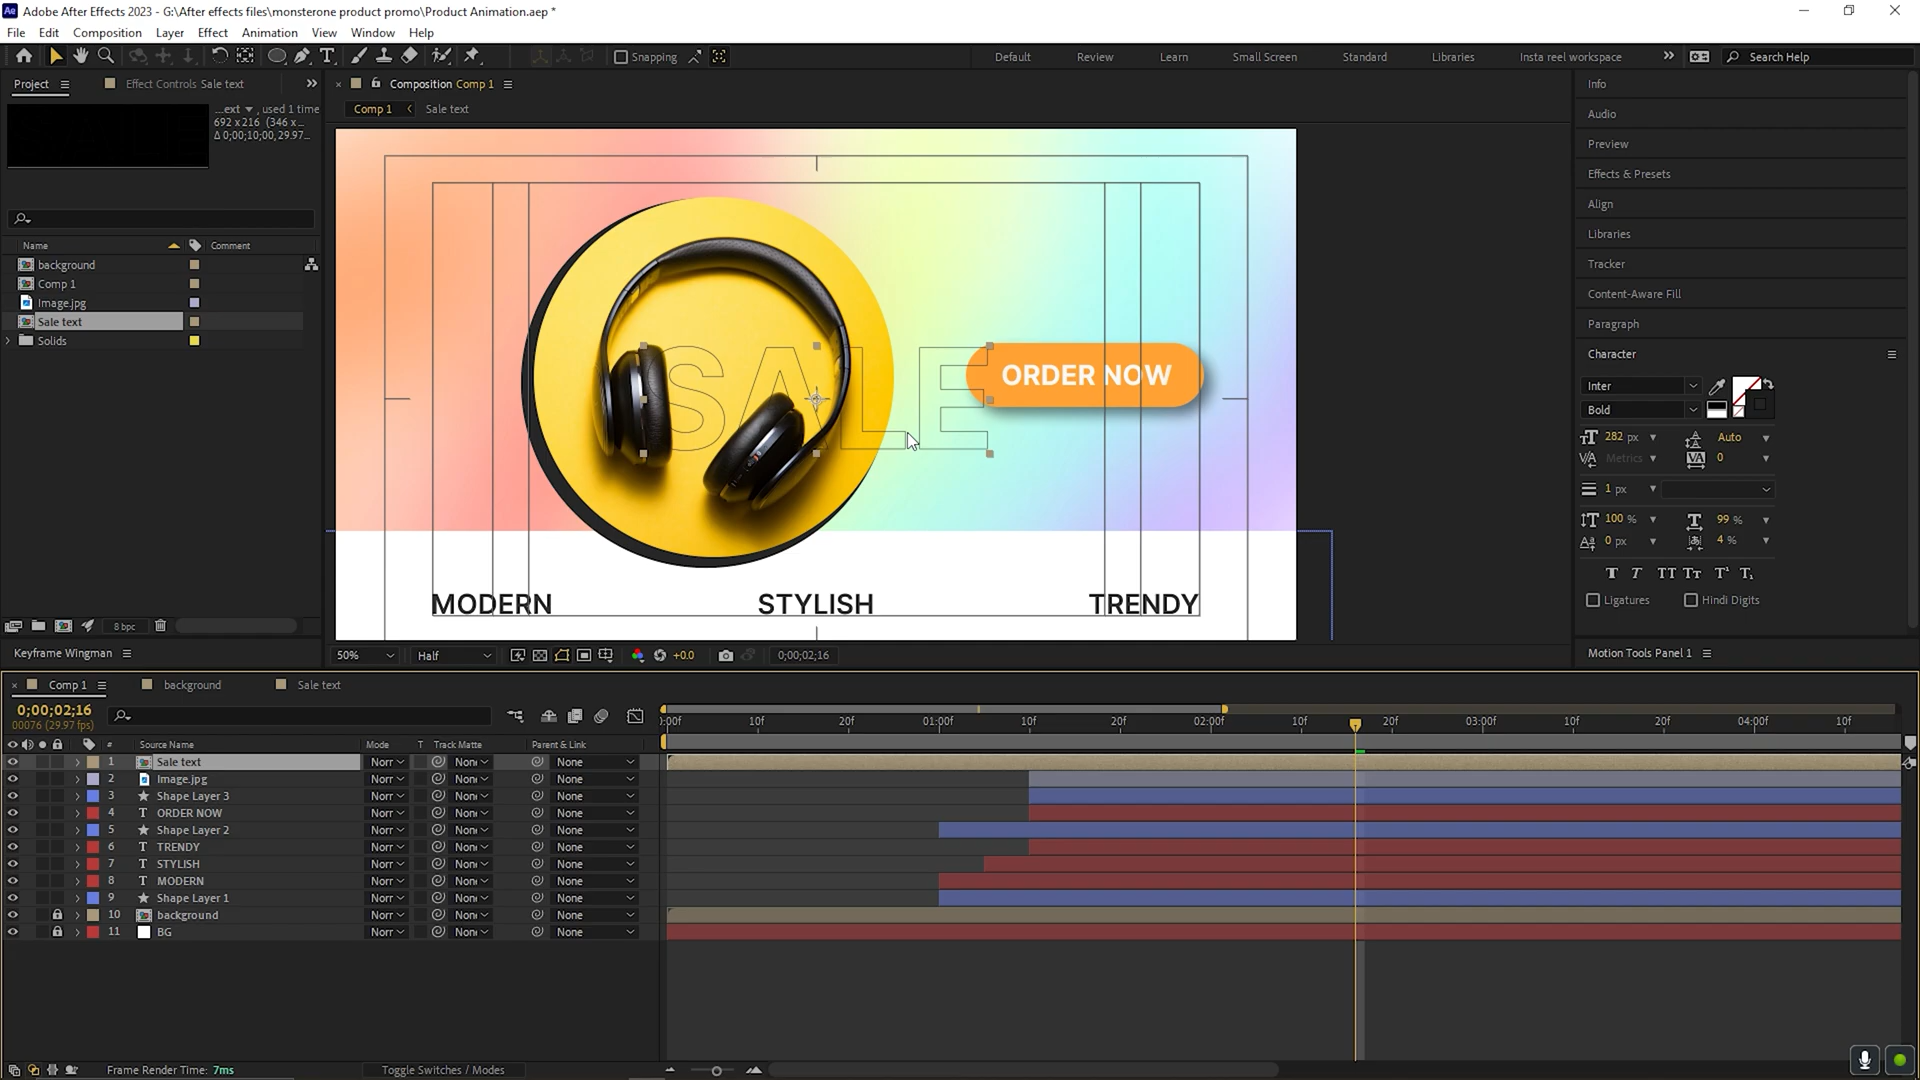 Adobe After Effects 2023 - G:\After effects files\monsterone product promo\Product Animation.aep *
File Edit Composition Layer Effect Animation View Window Help
Snapping
Default Review Learn Small Screen Standard Libraries Insta reel workspace Search Help
Project Effect Controls Sale text
...ext , used 1 time
692 x 216 (346 x...
Δ 0;00;10;00, 29.97...
Name Comment
background
Comp 1
Image.jpg
Sale text
Solids
8 bpc
Keyframe Wingman
Composition Comp 1
Comp 1 Sale text
SALE
ORDER NOW
MODERN STYLISH TRENDY
50% Half +0.0 0;00;02;16
Info
Audio
Preview
Effects & Presets
Align
Libraries
Tracker
Content-Aware Fill
Paragraph
Character
Inter
Bold
282 px Auto
Metrics 0
1 px
100 % 99 %
0 px 4 %
T T TT Tt T¹ T₁
Ligatures Hindi Digits
Motion Tools Panel 1
Comp 1 background Sale text
0;00;02;16
00076 (29.97 fps)
):00f 10f 20f 01:00f 10f 20f 02:00f 10f 20f 03:00f 10f 20f 04:00f 10f
# Source Name Mode T Track Matte Parent & Link
1 Sale text Norr Non None
2 Image.jpg Norr Non None
3 Shape Layer 3 Norr Non None
4 T ORDER NOW Norr Non None
5 Shape Layer 2 Norr Non None
6 T TRENDY Norr Non None
7 T STYLISH Norr Non None
8 T MODERN Norr Non None
9 Shape Layer 1 Norr Non None
10 background Norr Non None
11 BG Norr Non None
Frame Render Time: 7ms Toggle Switches / Modes